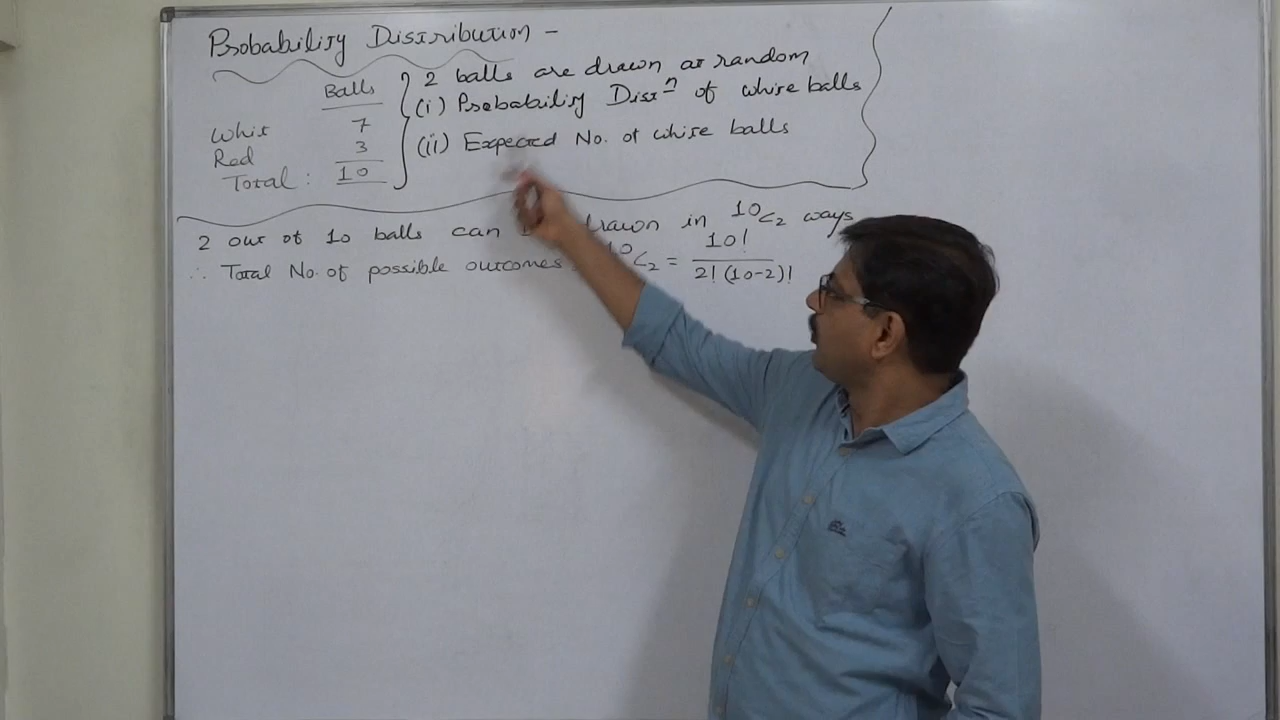 Probability Distribution -
Balls
White 7
Red 3
Total: 10
2 balls are drawn at random
(i) Probability Distⁿ of white balls
(ii) Expected No. of white balls
2 out of 10 balls can drawn in ¹⁰C₂ ways
∴ Total No. of possible outcomes ¹⁰C₂ = 10! / 2! (10-2)!